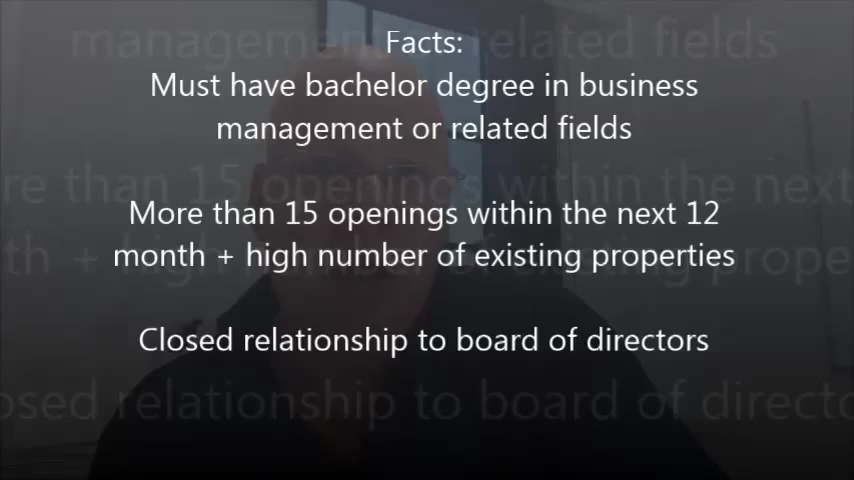 Facts:
Must have bachelor degree in business
management or related fields
More than 15 openings within the next 12
month + high number of existing properties
Closed relationship to board of directors